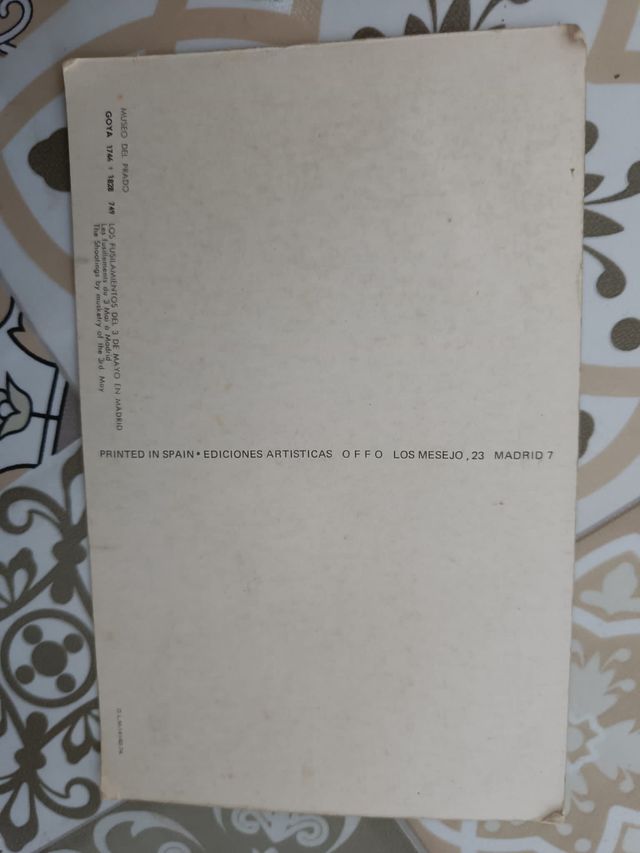 MUSEO DEL PRADO
GOYA 1746 † 1828 749 LOS FUSILAMIENTOS DEL 3 DE MAYO EN MADRID
Les fusillements du 3 Mai à Madrid
The Shootings by musketry of the 3rd. May
PRINTED IN SPAIN • EDICIONES ARTISTICAS O F F O LOS MESEJO, 23 MADRID 7